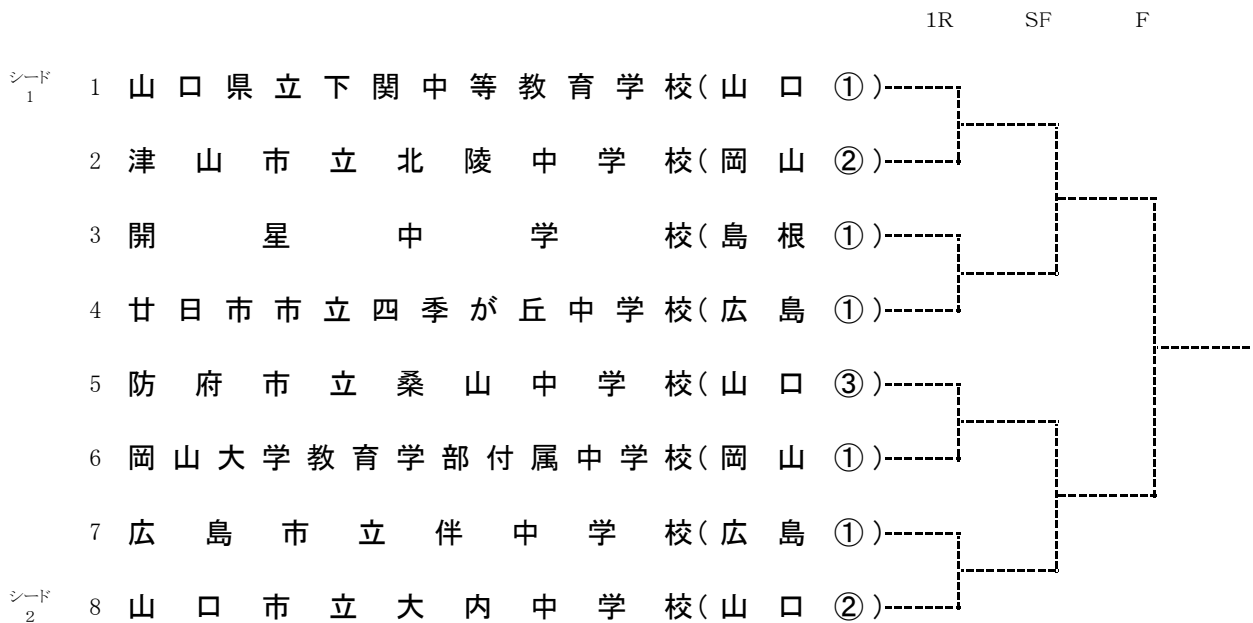 1R SF F
シード1 1 山口県立下関中等教育学校(山口①)
2 津山市立北陵中学校(岡山②)
3 開星中学校(島根①)
4 廿日市市立四季が丘中学校(広島①)
5 防府市立桑山中学校(山口③)
6 岡山大学教育学部付属中学校(岡山①)
7 広島市立伴中学校(広島①)
シード2 8 山口市立大内中学校(山口②)